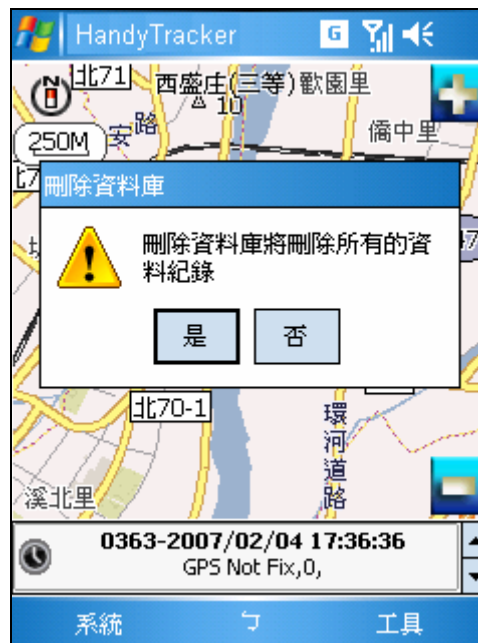 HandyTracker G
北71 西盛庄(三等) 歡園里
10
250M 安路 僑中里
刪除資料庫
刪除資料庫將刪除所有的資
料紀錄
是 否
北70-1
環河道路
溪北里
0363-2007/02/04 17:36:36
GPS Not Fix,0,
系統 ㄅ 工具